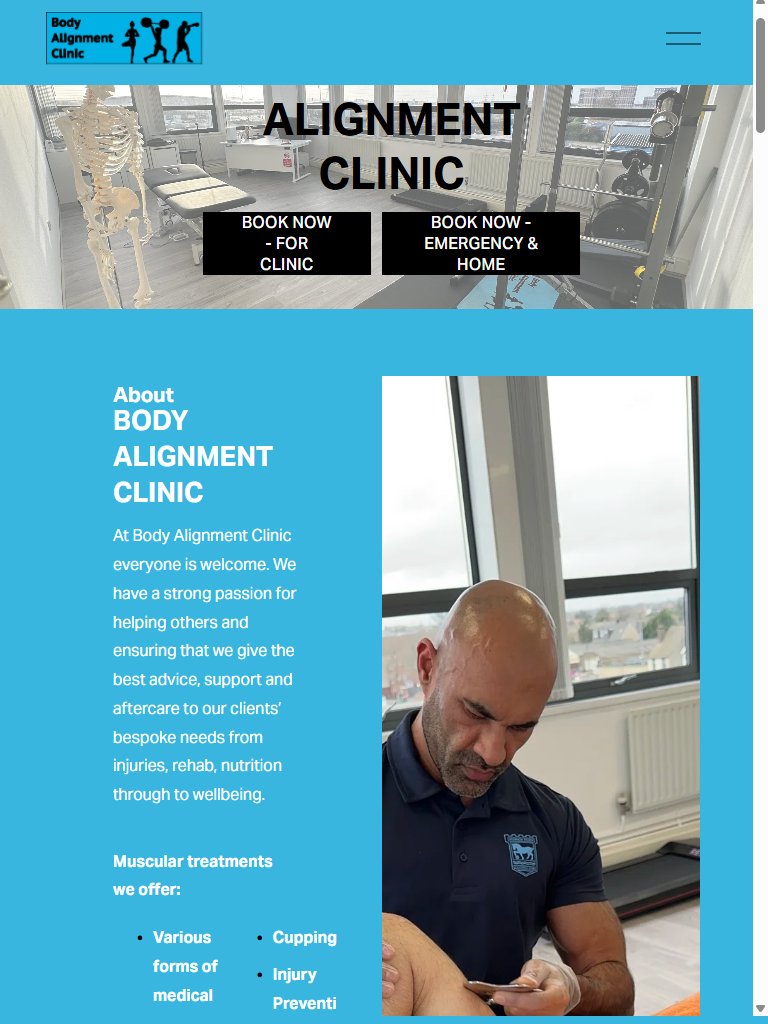 Body
Alignment
Clinic
ALIGNMENT
CLINIC
BOOK NOW
- FOR
CLINIC
BOOK NOW -
EMERGENCY &
HOME
About
BODY
ALIGNMENT
CLINIC
At Body Alignment Clinic
everyone is welcome. We
have a strong passion for
helping others and
ensuring that we give the
best advice, support and
aftercare to our clients’
bespoke needs from
injuries, rehab, nutrition
through to wellbeing.
Muscular treatments
we offer:
• Various
forms of
medical
• Cupping
• Injury
Preventi